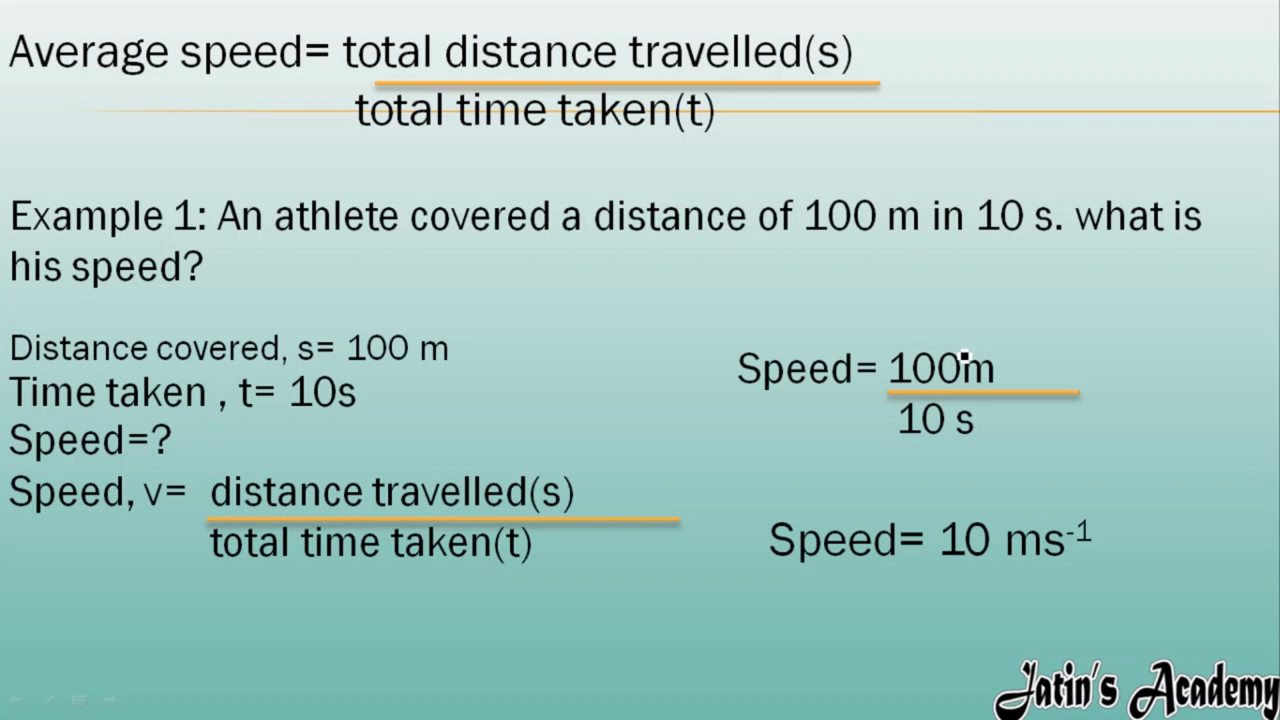 Average speed= total distance travelled(s)
total time taken(t)
Example 1: An athlete covered a distance of 100 m in 10 s. what is
his speed?
Distance covered, s= 100 m
Time taken , t= 10s
Speed=?
Speed, v= distance travelled(s)
total time taken(t)
Speed= 100m
10 s
Speed= 10 ms⁻¹
Jatin's Academy